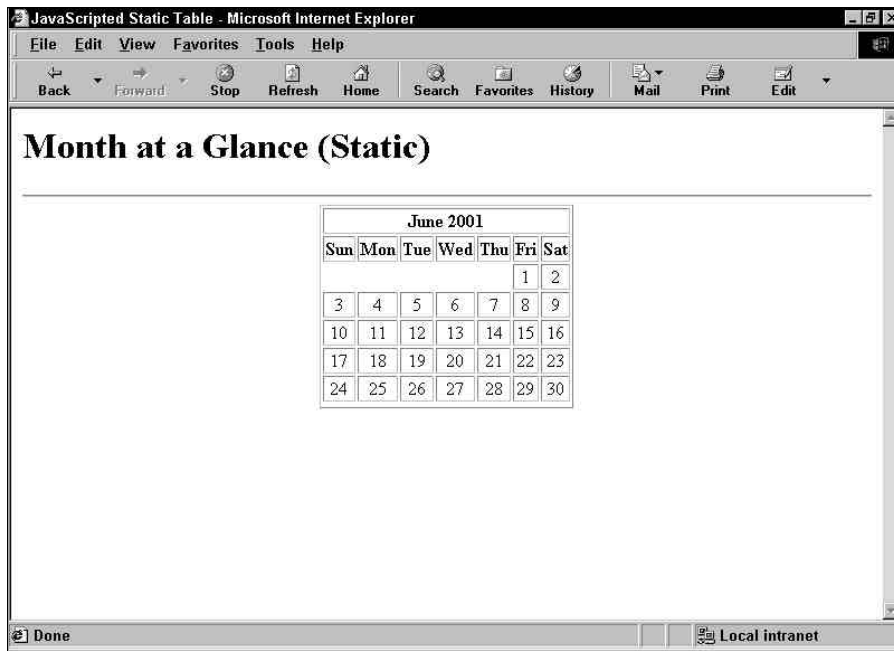 JavaScripted Static Table - Microsoft Internet Explorer
File Edit View Favorites Tools Help
Back Forward Stop Refresh Home Search Favorites History Mail Print Edit
Month at a Glance (Static)
June 2001
Sun Mon Tue Wed Thu Fri Sat
1 2
3 4 5 6 7 8 9
10 11 12 13 14 15 16
17 18 19 20 21 22 23
24 25 26 27 28 29 30
Done Local intranet